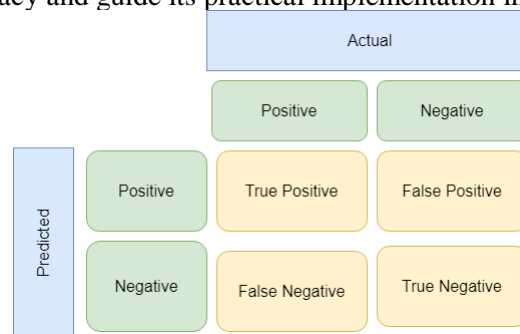 acy and guide its practical implementation in
Actual
Positive Negative
Predicted
Positive True Positive False Positive
Negative False Negative True Negative